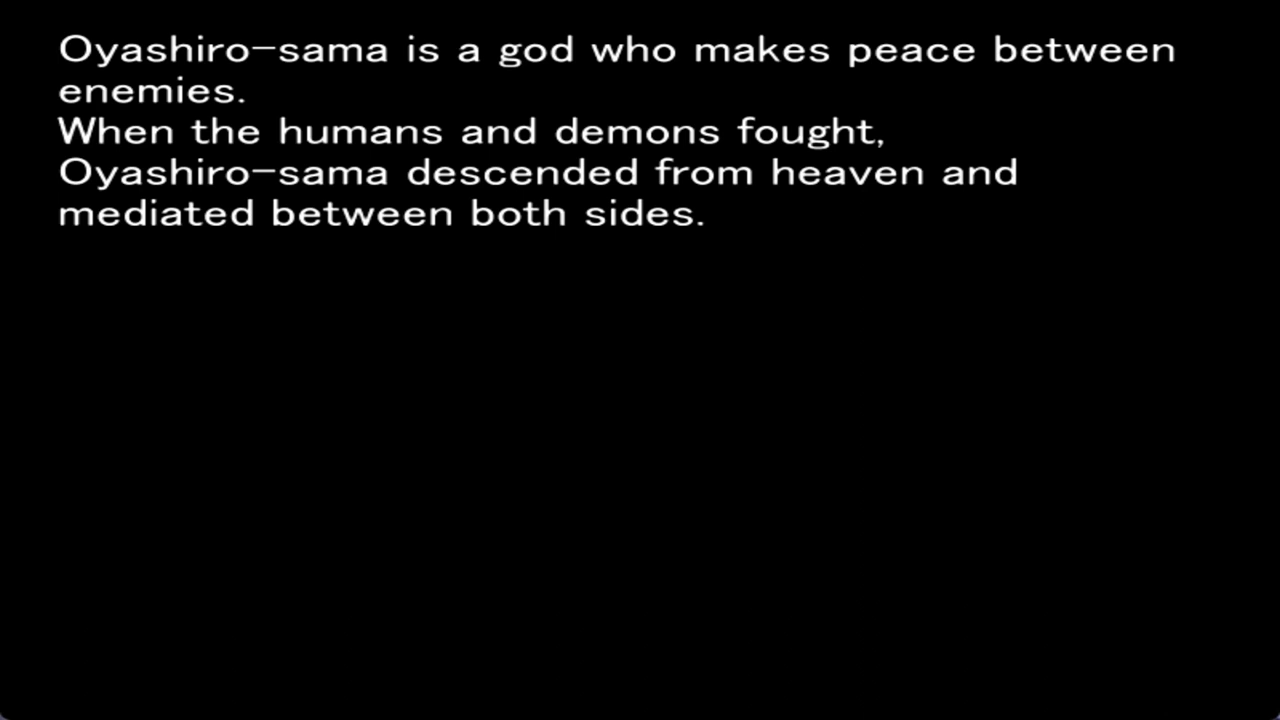 Oyashiro-sama is a god who makes peace between
enemies.
When the humans and demons fought,
Oyashiro-sama descended from heaven and
mediated between both sides.